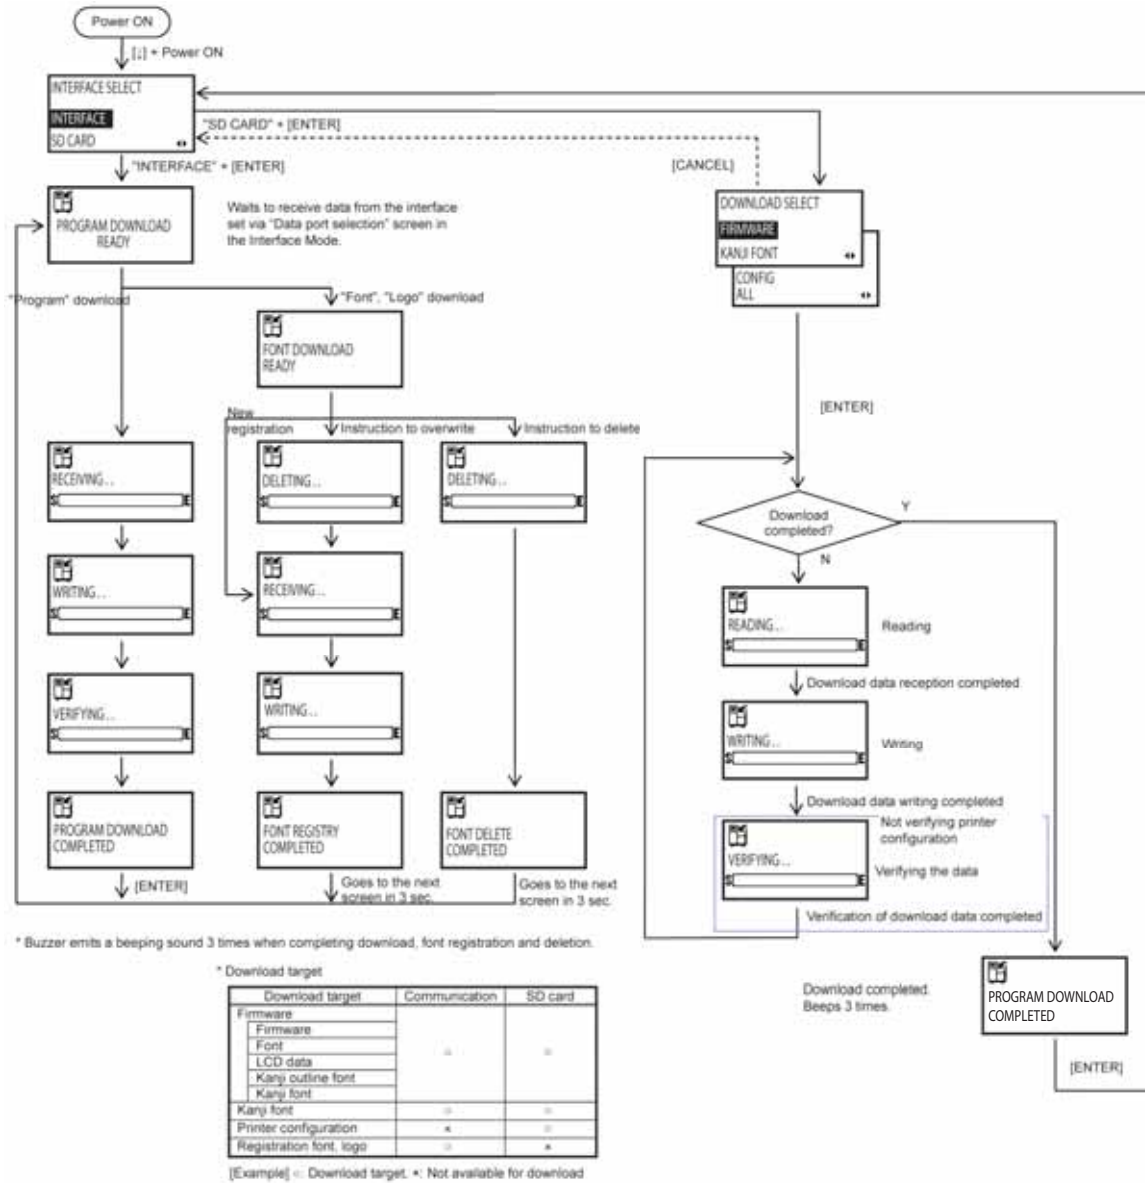 Power ON
[↓] + Power ON
INTERFACE SELECT
INTERFACE
SD CARD
"SD CARD" + [ENTER]
[CANCEL]
"INTERFACE" + [ENTER]
PROGRAM DOWNLOAD
READY
Waits to receive data from the interface
set via "Data port selection" screen in
the Interface Mode.
DOWNLOAD SELECT
FIRMWARE
KANJI FONT
CONFIG
ALL
"Program" download
"Font", "Logo" download
FONT DOWNLOAD
READY
New
registration
Instruction to overwrite
Instruction to delete
[ENTER]
RECEIVING...
S E
DELETING...
S E
DELETING...
S E
Download
completed?
Y
N
WRITING...
S E
RECEIVING...
S E
READING...
S E
Reading
Download data reception completed
VERIFYING...
S E
WRITING...
S E
WRITING...
S E
Writing
Download data writing completed
PROGRAM DOWNLOAD
COMPLETED
FONT REGISTRY
COMPLETED
FONT DELETE
COMPLETED
Not verifying printer
configuration
VERIFYING...
S E
Verifying the data
Verification of download data completed
[ENTER]
Goes to the next
screen in 3 sec.
Goes to the next
screen in 3 sec.
* Buzzer emits a beeping sound 3 times when completing download, font registration and deletion.
Download completed.
Beeps 3 times.
PROGRAM DOWNLOAD
COMPLETED
[ENTER]
* Download target
Download target Communication SD card
Firmware
Firmware
Font
LCD data
Kanji outline font
Kanji font
Kanji font
Printer configuration
Registration font, logo
[Example] : Download target, : Not available for download